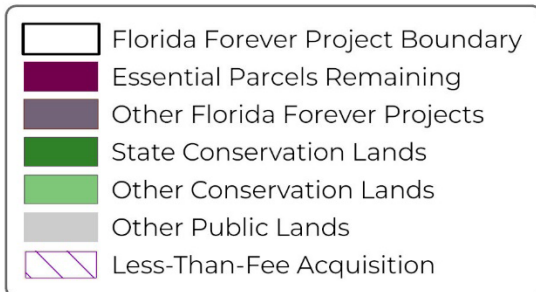 Florida Forever Project Boundary
Essential Parcels Remaining
Other Florida Forever Projects
State Conservation Lands
Other Conservation Lands
Other Public Lands
Less-Than-Fee Acquisition